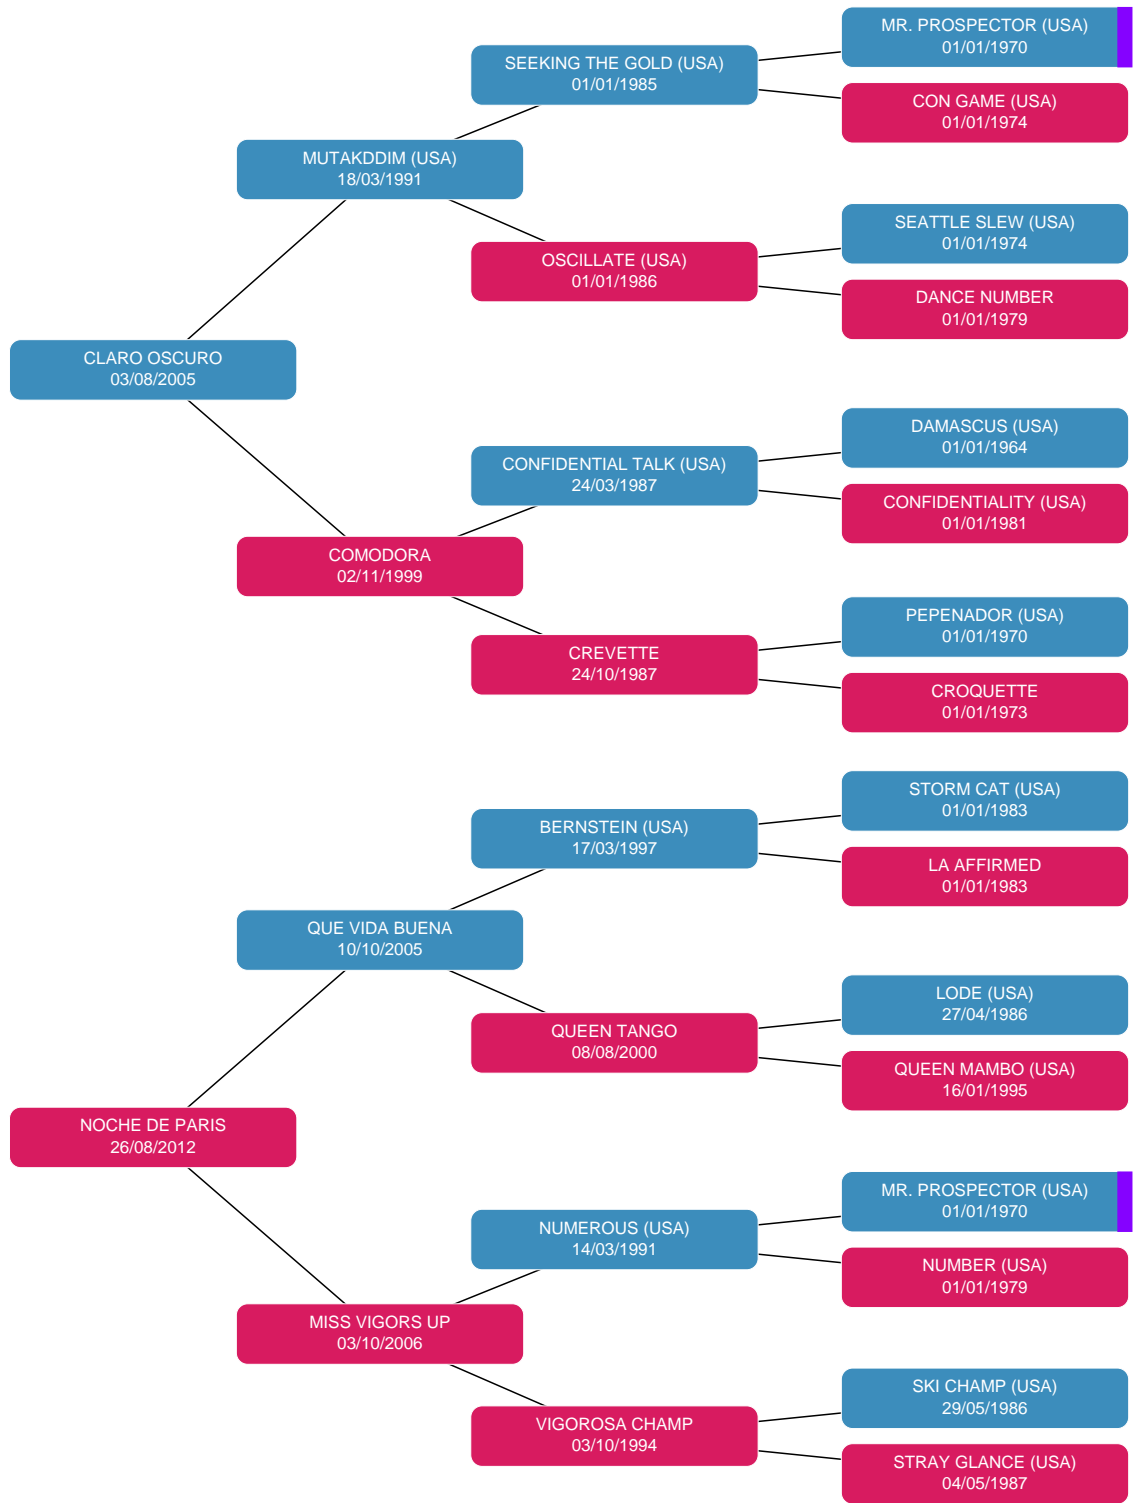 MR. PROSPECTOR (USA)
01/01/1970
SEEKING THE GOLD (USA)
01/01/1985
CON GAME (USA)
01/01/1974
MUTAKDDIM (USA)
18/03/1991
SEATTLE SLEW (USA)
01/01/1974
OSCILLATE (USA)
01/01/1986
DANCE NUMBER
01/01/1979
CLARO OSCURO
03/08/2005
DAMASCUS (USA)
01/01/1964
CONFIDENTIAL TALK (USA)
24/03/1987
CONFIDENTIALITY (USA)
01/01/1981
COMODORA
02/11/1999
PEPENADOR (USA)
01/01/1970
CREVETTE
24/10/1987
CROQUETTE
01/01/1973
STORM CAT (USA)
01/01/1983
BERNSTEIN (USA)
17/03/1997
LA AFFIRMED
01/01/1983
QUE VIDA BUENA
10/10/2005
LODE (USA)
27/04/1986
QUEEN TANGO
08/08/2000
QUEEN MAMBO (USA)
16/01/1995
NOCHE DE PARIS
26/08/2012
MR. PROSPECTOR (USA)
01/01/1970
NUMEROUS (USA)
14/03/1991
NUMBER (USA)
01/01/1979
MISS VIGORS UP
03/10/2006
SKI CHAMP (USA)
29/05/1986
VIGOROSA CHAMP
03/10/1994
STRAY GLANCE (USA)
04/05/1987